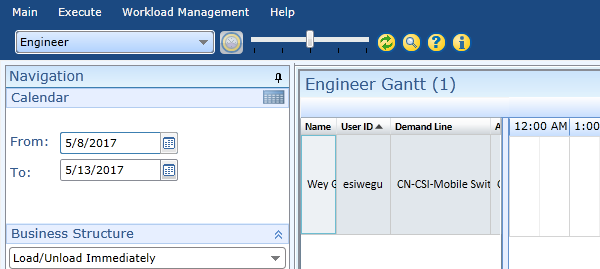 Main Execute Workload Management Help
Engineer
Navigation
Calendar
From: 5/8/2017
To: 5/13/2017
Business Structure
Load/Unload Immediately
Engineer Gantt (1)
Name User ID Demand Line 12:00 AM 1:00
Wey esiwegu CN-CSI-Mobile Swit